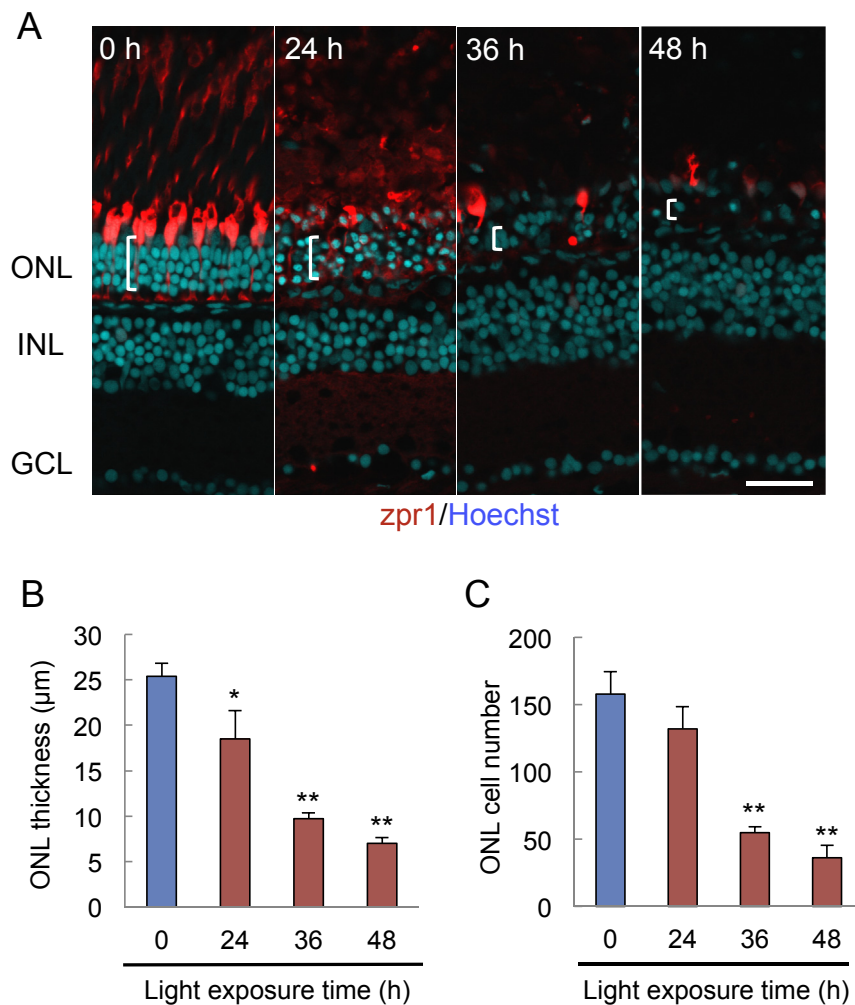 A
0 h
24 h
36 h
48 h
ONL
INL
GCL
zpr1/Hoechst
B
ONL thickness (µm)
30
25
20
15
10
5
0
*
**
**
0 24 36 48
Light exposure time (h)
C
ONL cell number
200
150
100
50
0
**
**
0 24 36 48
Light exposure time (h)